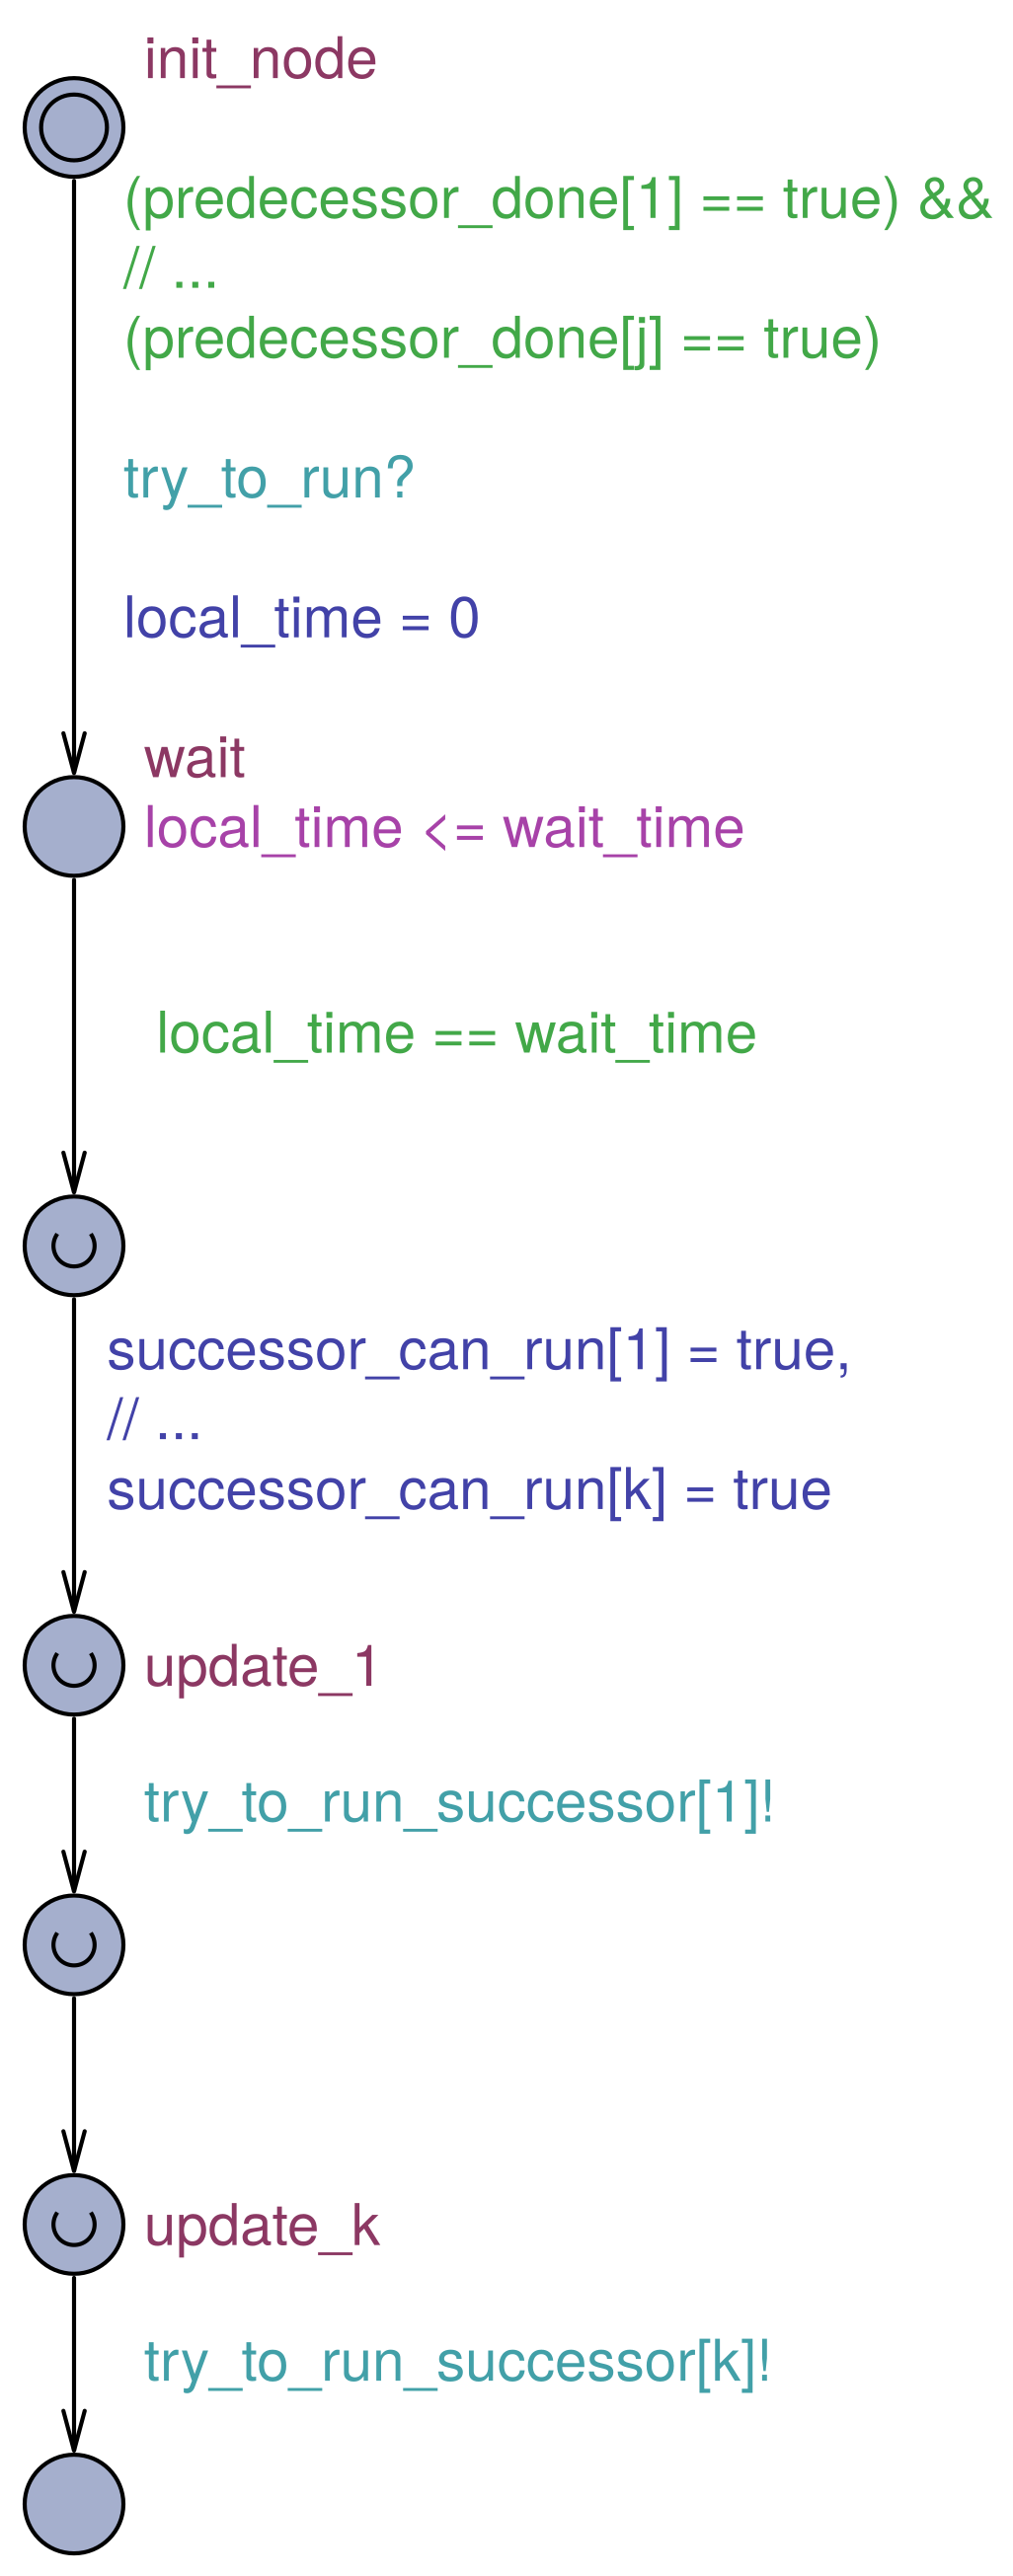 init_node
(predecessor_done[1] == true) &&
// ...
(predecessor_done[j] == true)
try_to_run?
local_time = 0
wait
local_time <= wait_time
local_time == wait_time
successor_can_run[1] = true,
// ...
successor_can_run[k] = true
update_1
try_to_run_successor[1]!
update_k
try_to_run_successor[k]!